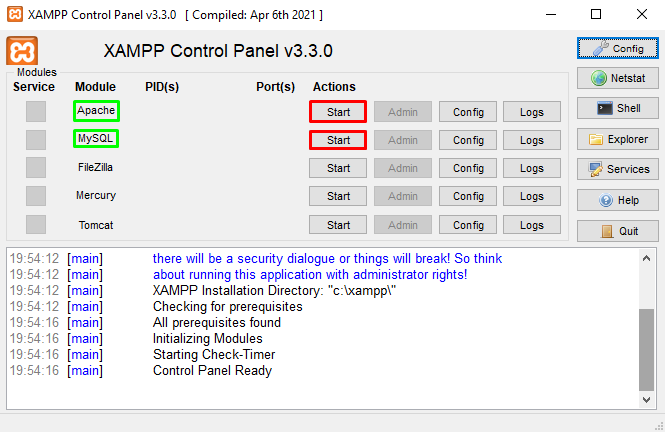 XAMPP Control Panel v3.3.0 [ Compiled: Apr 6th 2021 ]
XAMPP Control Panel v3.3.0
Config
Modules
Service Module PID(s) Port(s) Actions
Netstat
Apache Start Admin Config Logs
Shell
MySQL Start Admin Config Logs
Explorer
FileZilla Start Admin Config Logs
Services
Mercury Start Admin Config Logs
Help
Tomcat Start Admin Config Logs
Quit
19:54:12 [main] there will be a security dialogue or things will break! So think
19:54:12 [main] about running this application with administrator rights!
19:54:12 [main] XAMPP Installation Directory: "c:\xampp\"
19:54:12 [main] Checking for prerequisites
19:54:16 [main] All prerequisites found
19:54:16 [main] Initializing Modules
19:54:16 [main] Starting Check-Timer
19:54:16 [main] Control Panel Ready